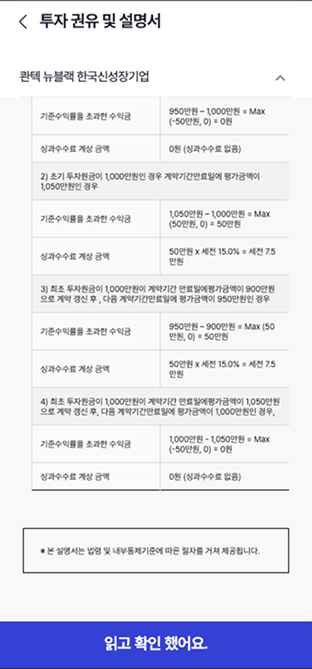 투자 권유 및 설명서
콴텍 뉴블랙 한국신성장기업
기준수익률을 초과한 수익금
950만원 – 1,000만원 = Max
(-50만원, 0) = 0원
성과수수료 계상 금액
0원 (성과수수료 없음)
2) 초기 투자원금이 1,000만원인 경우 계약기간만료일에 평가금액이
1,050만원인 경우
기준수익률을 초과한 수익금
1,050만원 – 1,000만원 = Max
(50만원, 0) = 50만원
성과수수료 계상 금액
50만원 x 세전 15.0% = 세전 7.5
만원
3) 최초 투자원금이 1,000만원이 계약기간 만료일에평가금액이 900만원
으로 계약 갱신 후 , 다음 계약기간만료일에 평가금액이 950만원인 경우
기준수익률을 초과한 수익금
950만원 – 900만원 = Max (50
만원, 0) = 50만원
성과수수료 계상 금액
50만원 x 세전 15.0% = 세전 7.5
만원
4) 최초 투자원금이 1,000만원이 계약기간 만료일에평가금액이 1,050만원
으로 계약 갱신 후, 다음 계약기간만료일에 평가금액이 1,000만원인 경우,
기준수익률을 초과한 수익금
1,000만원 - 1,050만원 = Max
(-50만원, 0) = 0원
성과수수료 계상 금액
0원 (성과수수료 없음)
※ 본 설명서는 법령 및 내부통제기준에 따른 절차를 거쳐 제공됩니다.
읽고 확인 했어요.